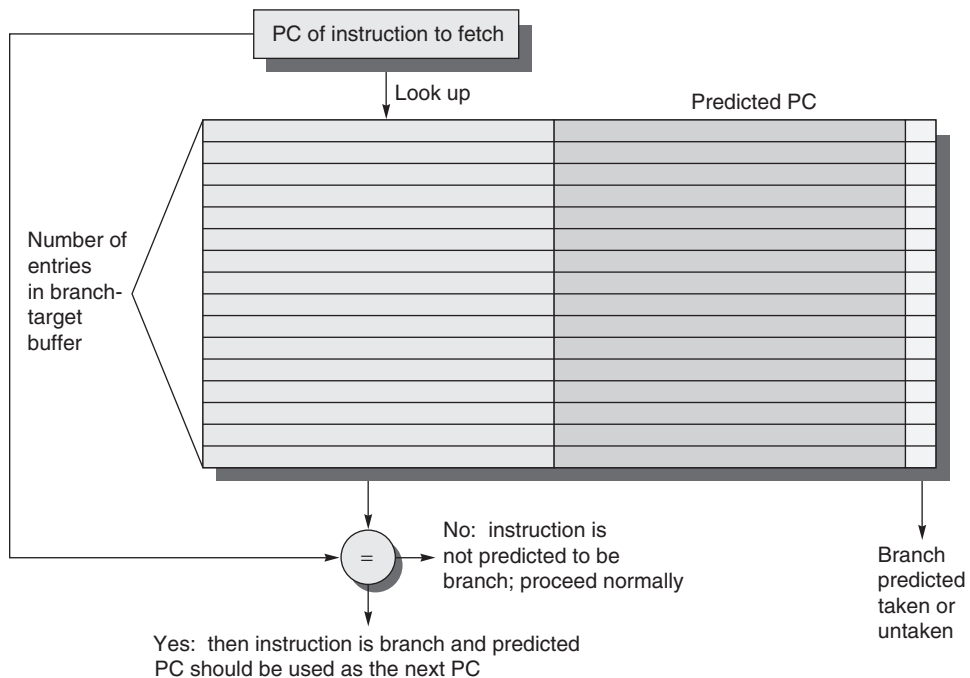 PC of instruction to fetch
Look up
Predicted PC
Number of
entries
in branch-
target
buffer
=
No: instruction is
not predicted to be
branch; proceed normally
Branch
predicted
taken or
untaken
Yes: then instruction is branch and predicted
PC should be used as the next PC